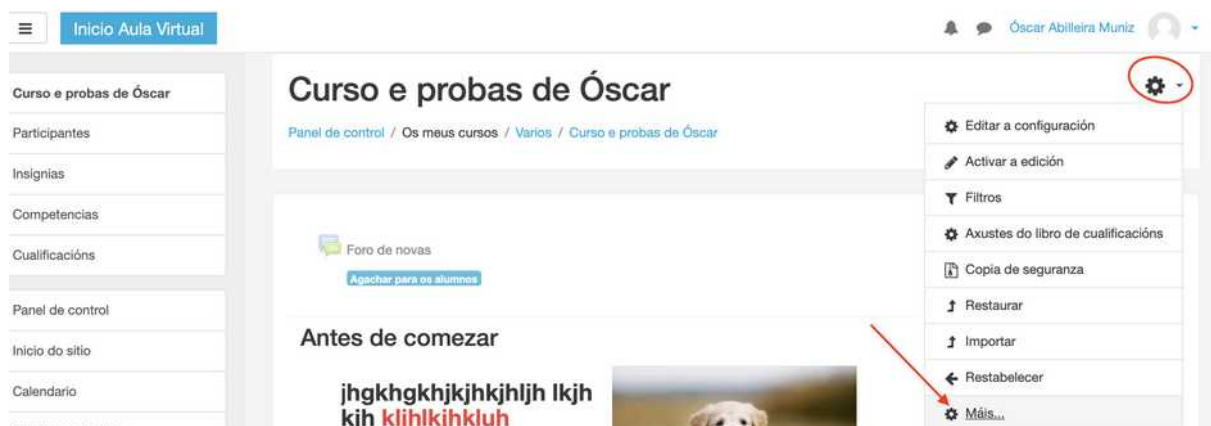 Inicio Aula Virtual
Óscar Abilleira Muniz
Curso e probas de Óscar
Participantes
Insignias
Competencias
Cualificacións
Panel de control
Inicio do sitio
Calendario
Curso e probas de Óscar
Panel de control / Os meus cursos / Varios / Curso e probas de Óscar
Foro de novas
Agachar para os alumnos
Antes de comezar
jhgkhgkhjkjhkjhljh lkjh
kjh kljhlkjhkluh
Editar a configuración
Activar a edición
Filtros
Axustes do libro de cualificacións
Copia de seguranza
Restaurar
Importar
Restabelecer
Máis...